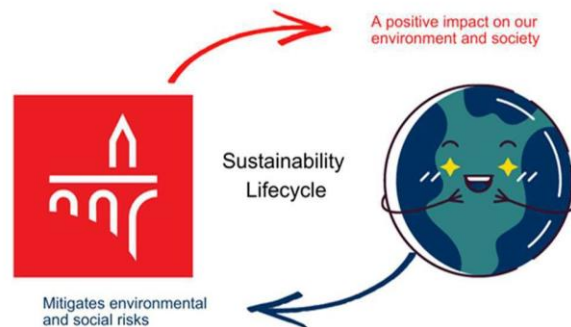 A positive impact on our
environment and society
Sustainability
Lifecycle
Mitigates environmental
and social risks